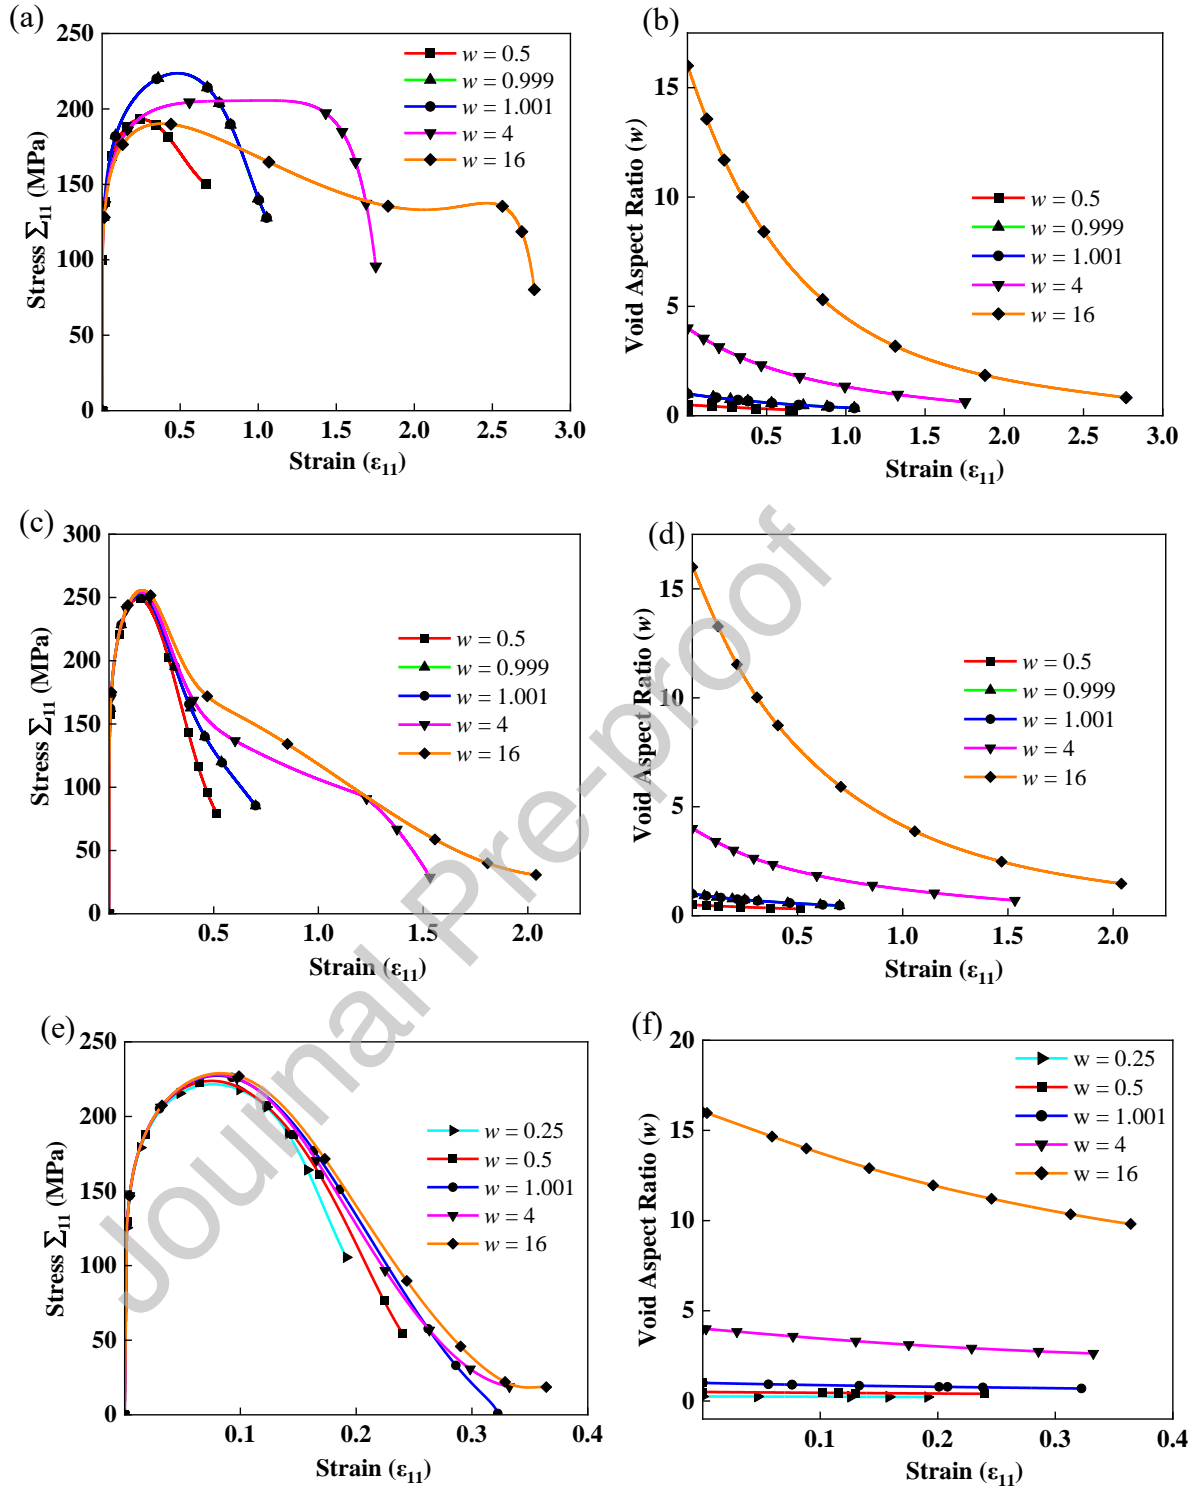 (a)
250
200
150
100
50
0
0.5
1.0
1.5
2.0
2.5
3.0
Stress Σ11 (MPa)
Strain (ε11)
w = 0.5
w = 0.999
w = 1.001
w = 4
w = 16
(b)
15
10
5
0
0.5
1.0
1.5
2.0
2.5
3.0
Void Aspect Ratio (w)
Strain (ε11)
w = 0.5
w = 0.999
w = 1.001
w = 4
w = 16
(c)
300
250
200
150
100
50
0
0.5
1.0
1.5
2.0
Stress Σ11 (MPa)
Strain (ε11)
w = 0.5
w = 0.999
w = 1.001
w = 4
w = 16
(d)
15
10
5
0
0.5
1.0
1.5
2.0
Void Aspect Ratio (w)
Strain (ε11)
w = 0.5
w = 0.999
w = 1.001
w = 4
w = 16
(e)
250
200
150
100
50
0
0.1
0.2
0.3
0.4
Stress Σ11 (MPa)
Strain (ε11)
w = 0.25
w = 0.5
w = 1.001
w = 4
w = 16
(f)
20
15
10
5
0
0.1
0.2
0.3
0.4
Void Aspect Ratio (w)
Strain (ε11)
w = 0.25
w = 0.5
w = 1.001
w = 4
w = 16
Journal Pre-proof